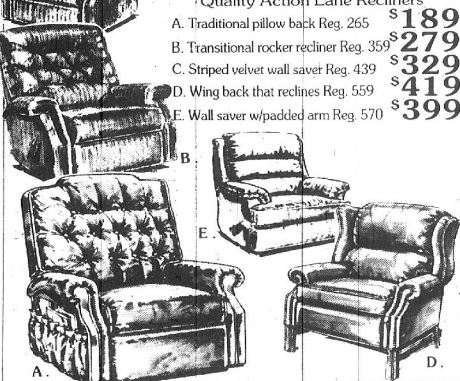 Quality Action Lane Recliners
A. Traditional pillow back Reg. 265 $189
B. Transitional rocker recliner Reg. 359 $279
C. Striped velvet wall saver Reg. 439 $329
D. Wing back that reclines Reg. 559 $419
E. Wall saver w/padded arm Reg. 570 $399
B.
E.
A.
D.